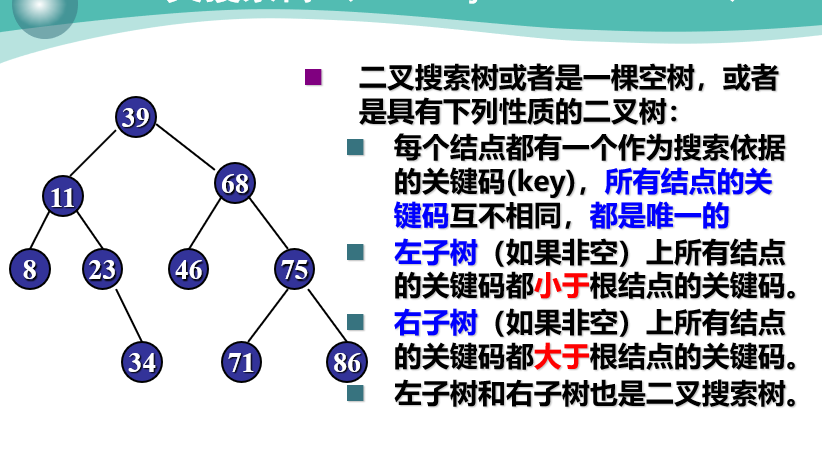 二叉搜索树或者是一棵空树，或者
是具有下列性质的二叉树：
每个结点都有一个作为搜索依据
的关键码(key)，所有结点的关
键码互不相同，都是唯一的
左子树（如果非空）上所有结点
的关键码都小于根结点的关键码。
右子树（如果非空）上所有结点
的关键码都大于根结点的关键码。
左子树和右子树也是二叉搜索树。
39
11
68
8
23
46
75
34
71
86